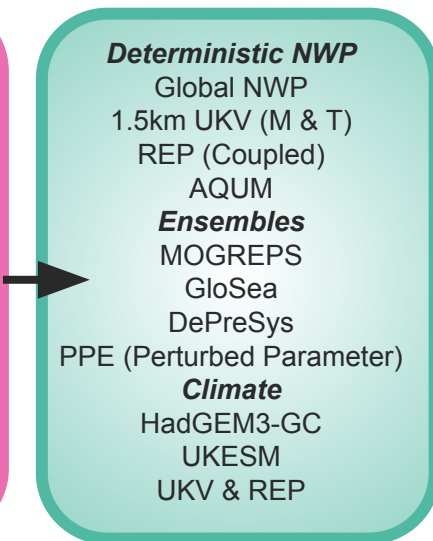 Deterministic NWP
Global NWP
1.5km UKV (M & T)
REP (Coupled)
AQUM
Ensembles
MOGREPS
GloSea
DePreSys
PPE (Perturbed Parameter)
Climate
HadGEM3-GC
UKESM
UKV & REP